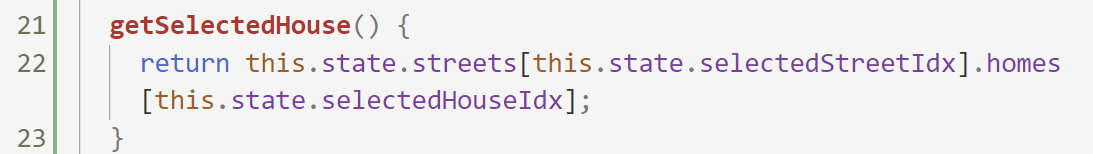 21 getSelectedHouse() {
22 return this.state.streets[this.state.selectedStreetIdx].homes
[this.state.selectedHouseIdx];
23 }